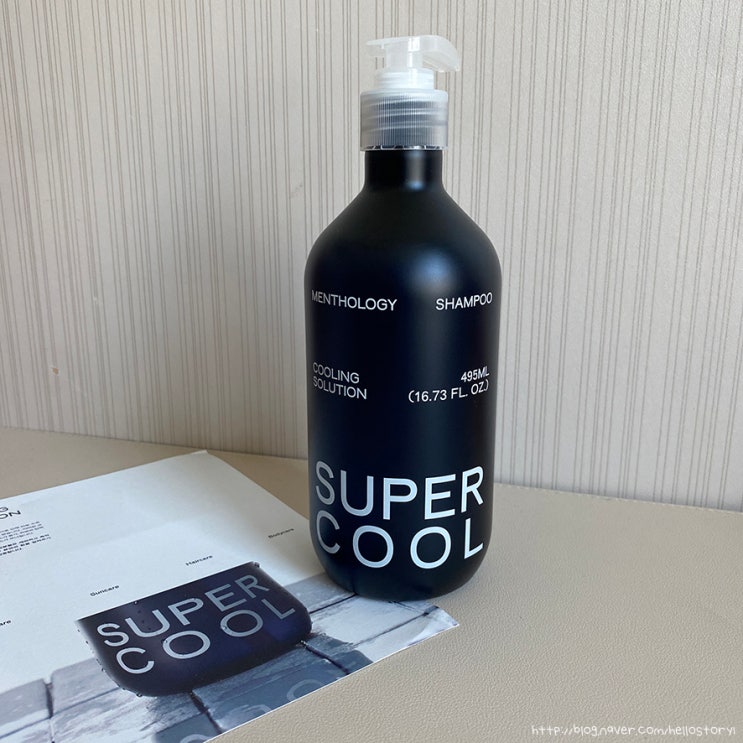 MENTHOLOGY SHAMPOO
COOLING SOLUTION
495ML
(16.73 FL. OZ.)
SUPER
COOL
Suncare
Haircare
Bodycare
SUPER
COOL
http://blog.naver.com/hellostory1